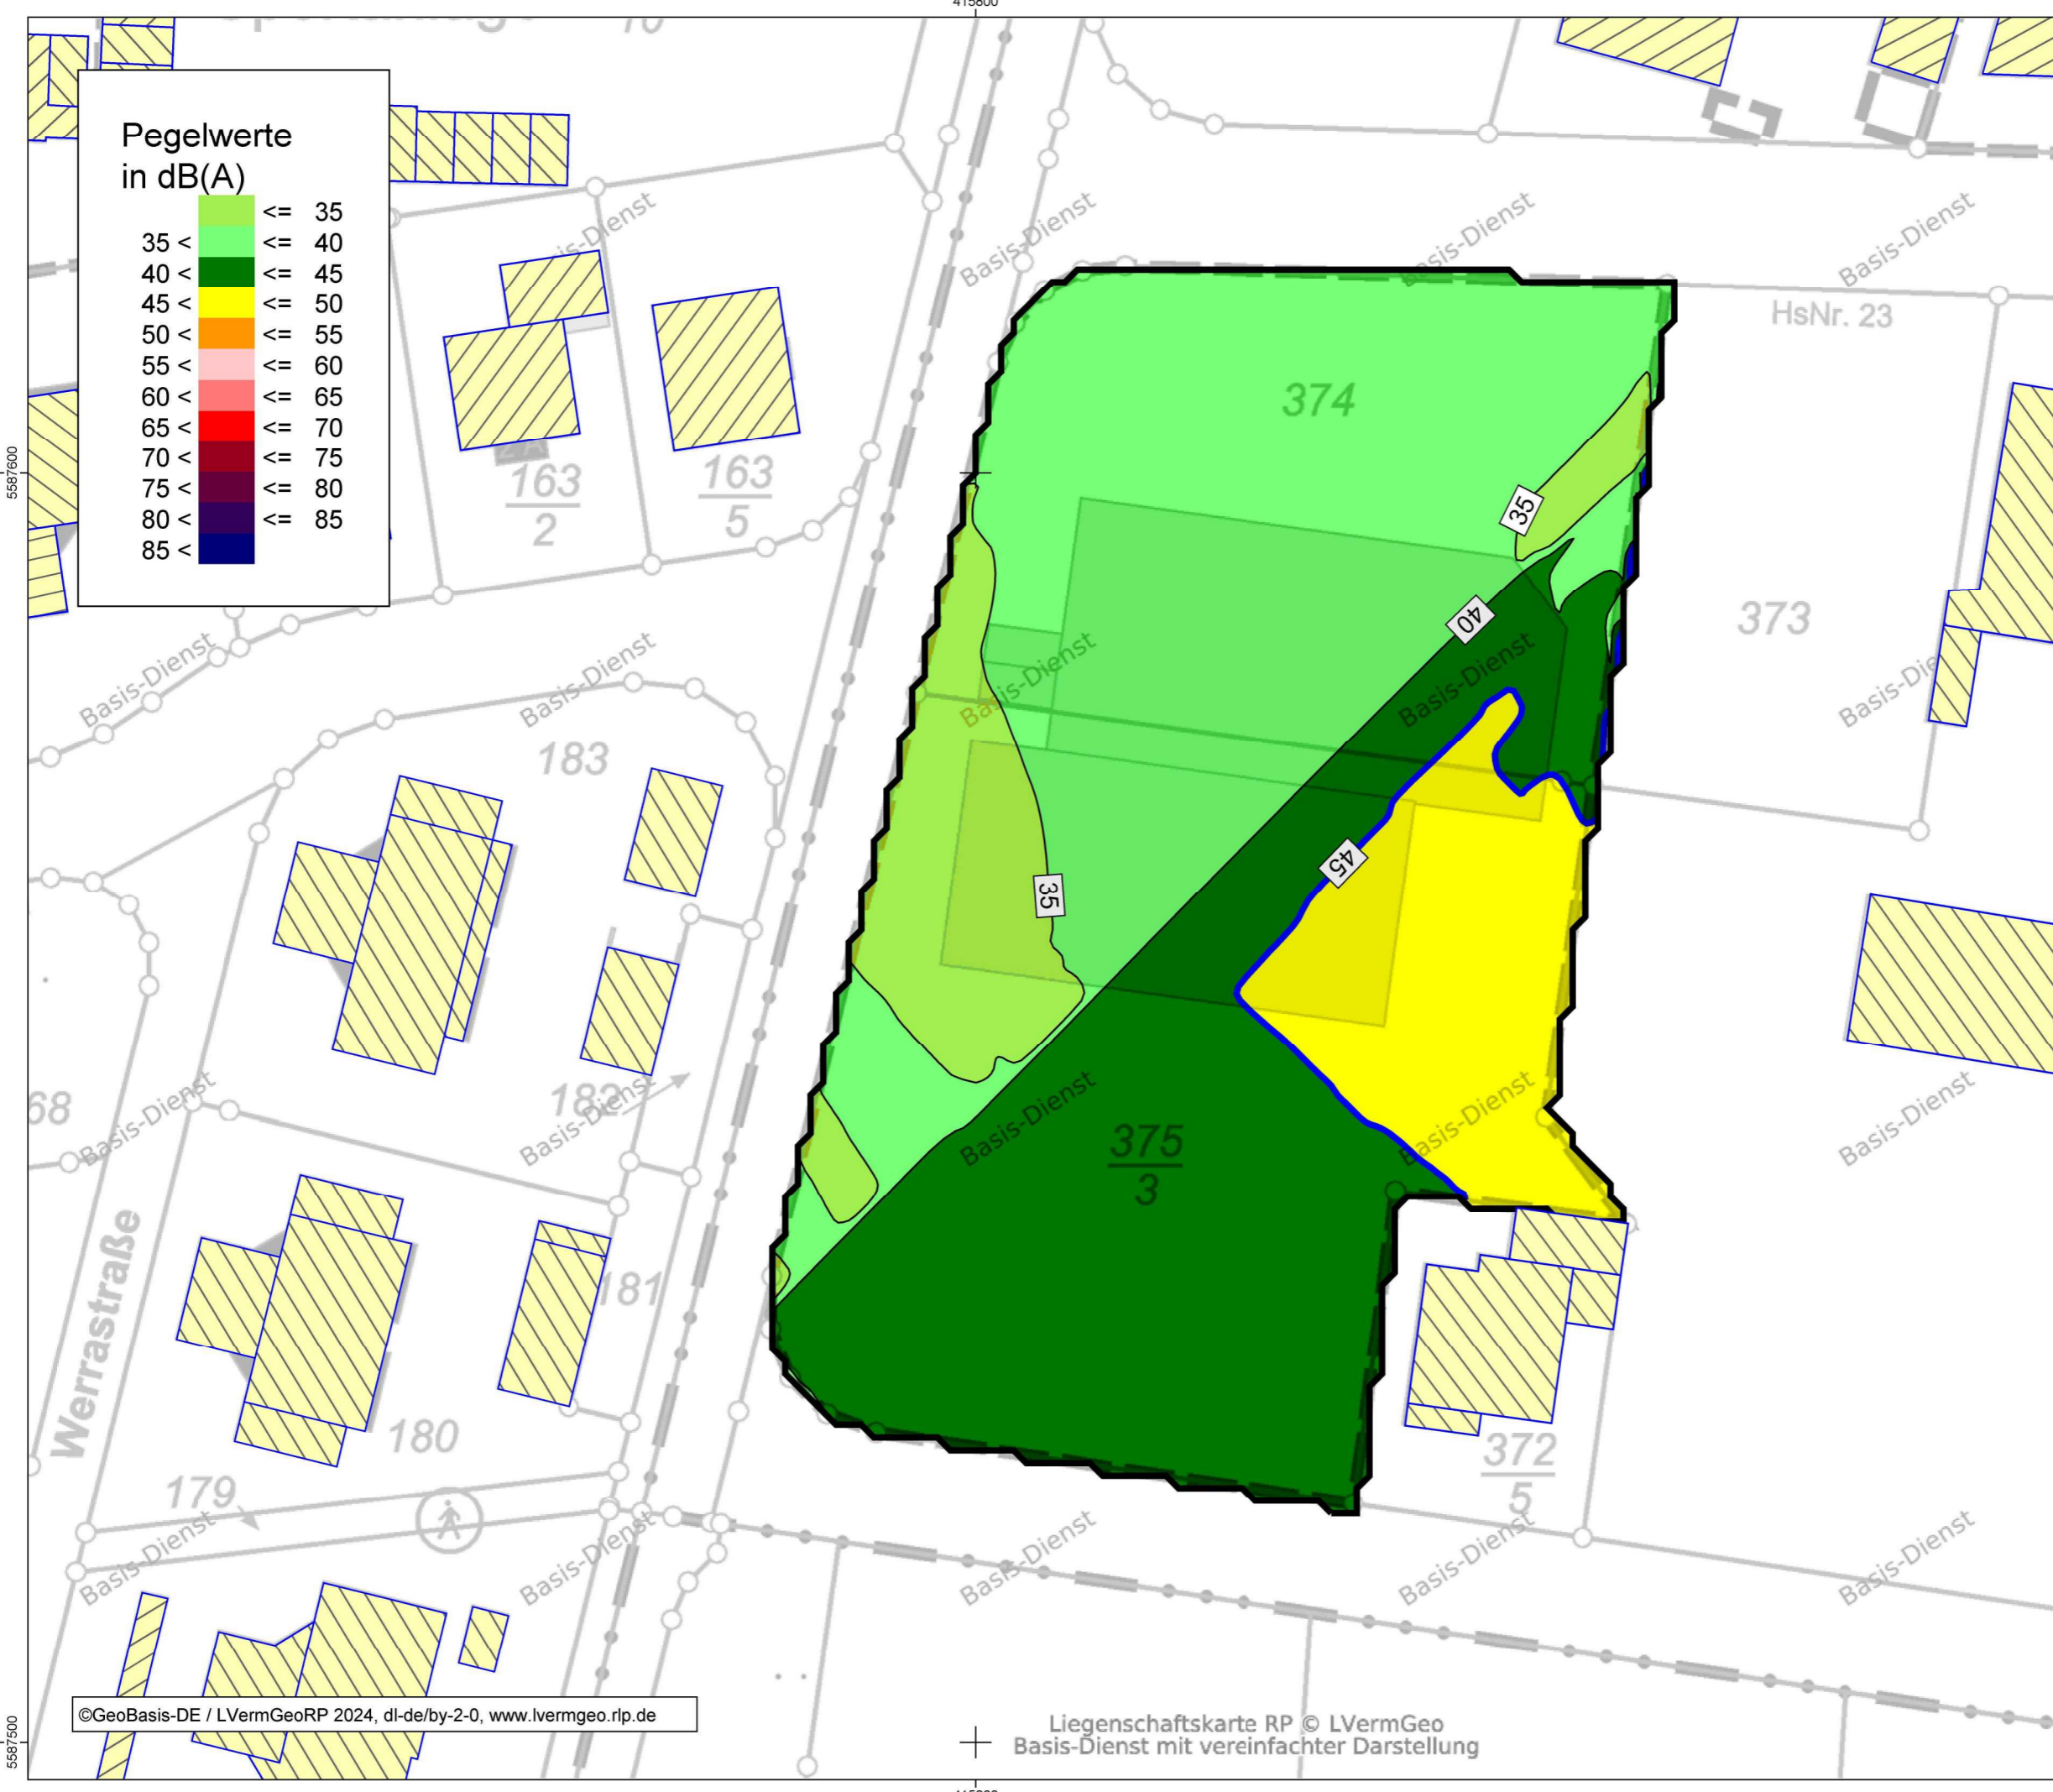 415800
Pegelwerte
in dB(A)
<= 35
35 < <= 40
40 < <= 45
45 < <= 50
50 < <= 55
55 < <= 60
60 < <= 65
65 < <= 70
70 < <= 75
75 < <= 80
80 < <= 85
85 <
Basis-Dienst
Basis-Dienst
Basis-Dienst
Basis-Dienst
HsNr. 23
374
5587600
163
2
163
5
35
40
373
Basis-Dienst
Basis-Dienst
Basis-Dienst
Basis-Dienst
183
45
35
68
182
Basis-Dienst
Basis-Dienst
Basis-Dienst
Basis-Dienst
Basis-Dienst
375
3
181
Werrastraße
180
179
372
5
Basis-Dienst
Basis-Dienst
Basis-Dienst
Basis-Dienst
Basis-Dienst
©GeoBasis-DE / LVermGeoRP 2024, dl-de/by-2-0, www.lvermgeo.rlp.de
Liegenschaftskarte RP © LVermGeo
Basis-Dienst mit vereinfachter Darstellung
5587500